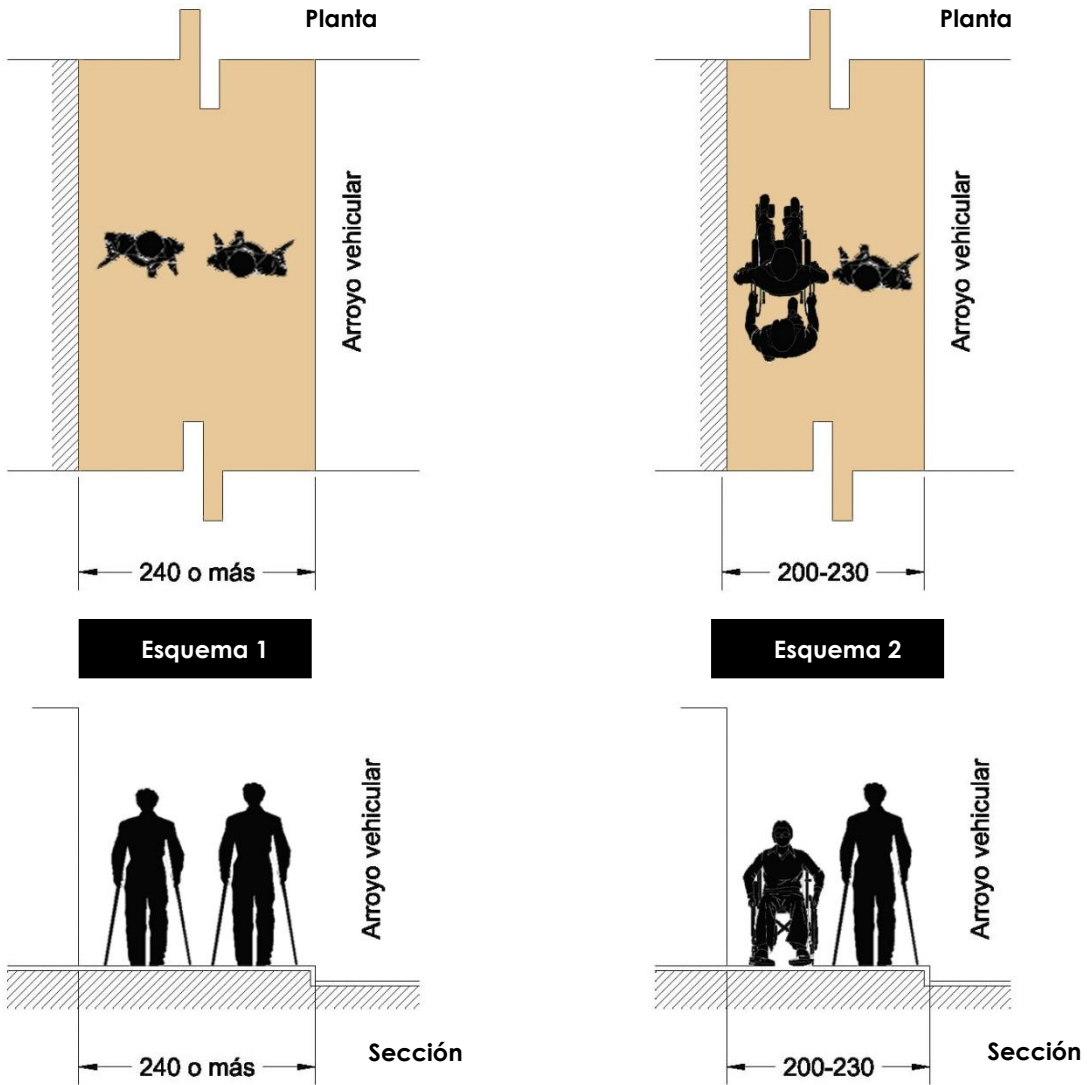 Planta
Planta
Arroyo vehicular
Arroyo vehicular
240 o más
200-230
Esquema 1
Esquema 2
Arroyo vehicular
Arroyo vehicular
Sección
Sección
240 o más
200-230